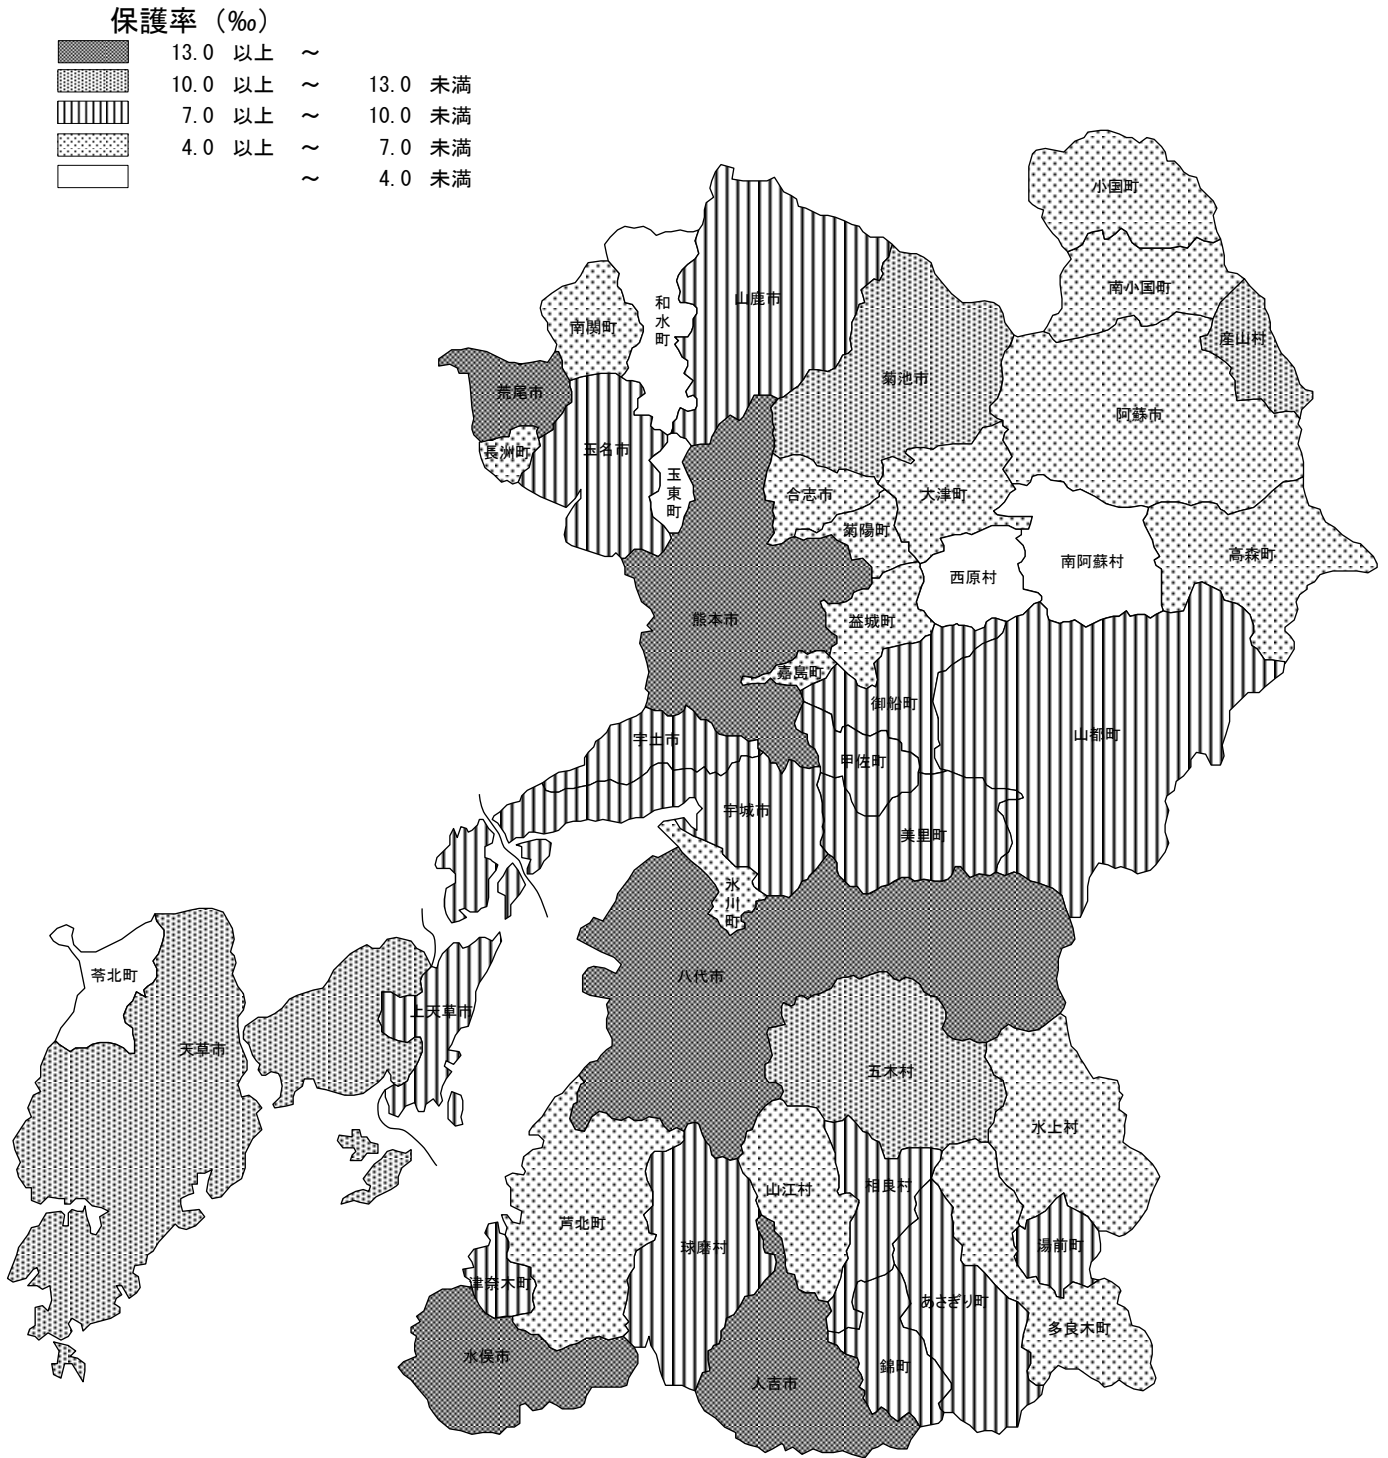 保護率（‰）
13.0 以上 ～
10.0 以上 ～ 13.0 未満
7.0 以上 ～ 10.0 未満
4.0 以上 ～ 7.0 未満
～ 4.0 未満
小国町
南小国町
和水町
山鹿市
南関町
産山村
菊池市
荒尾市
阿蘇市
玉名市
長洲町
玉東町
合志市
大津町
菊陽町
高森町
南阿蘇村
西原村
熊本市
益城町
嘉島町
御船町
山都町
宇土市
甲佐町
宇城市
美里町
氷川町
苓北町
八代市
上天草市
天草市
五木村
水上村
山江村
相良村
芦北町
球磨村
湯前町
津奈木町
あさぎり町
多良木町
水俣市
錦町
人吉市